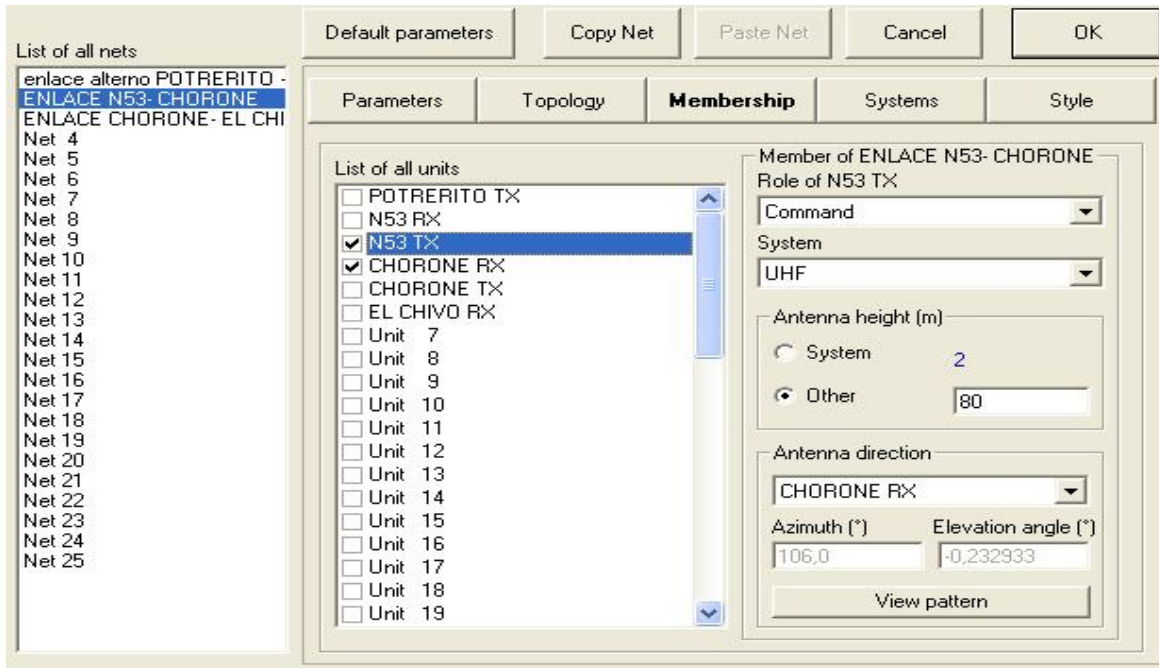 Default parameters
Copy Net
Paste Net
Cancel
OK
List of all nets
enlace alterno POTRERITO -
ENLACE N53- CHORONE
ENLACE CHORONE- EL CHI
Net 4
Net 5
Net 6
Net 7
Net 8
Net 9
Net 10
Net 11
Net 12
Net 13
Net 14
Net 15
Net 16
Net 17
Net 18
Net 19
Net 20
Net 21
Net 22
Net 23
Net 24
Net 25
Parameters
Topology
Membership
Systems
Style
List of all units
POTRERITO TX
N53 RX
N53 TX
CHORONE RX
CHORONE TX
EL CHIVO RX
Unit 7
Unit 8
Unit 9
Unit 10
Unit 11
Unit 12
Unit 13
Unit 14
Unit 15
Unit 16
Unit 17
Unit 18
Unit 19
Member of ENLACE N53- CHORONE
Role of N53 TX
Command
System
UHF
Antenna height (m)
System 2
Other 80
Antenna direction
CHORONE RX
Azimuth (°) Elevation angle (°)
106,0 -0,232933
View pattern